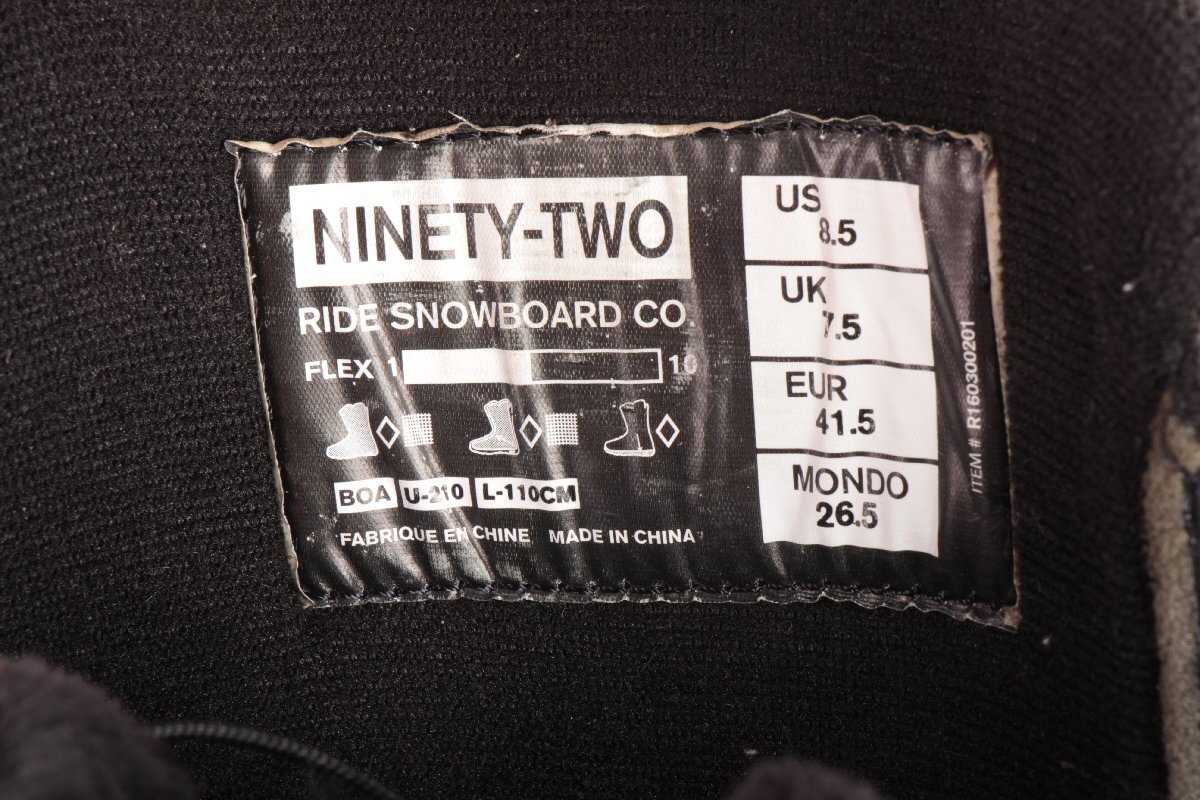 NINETY-TWO
RIDE SNOWBOARD CO.
FLEX 1 10
BOA U-210 L-110CM
FABRIQUE EN CHINE MADE IN CHINA
US
8.5
UK
7.5
EUR
41.5
MONDO
26.5
ITEM # R160300201